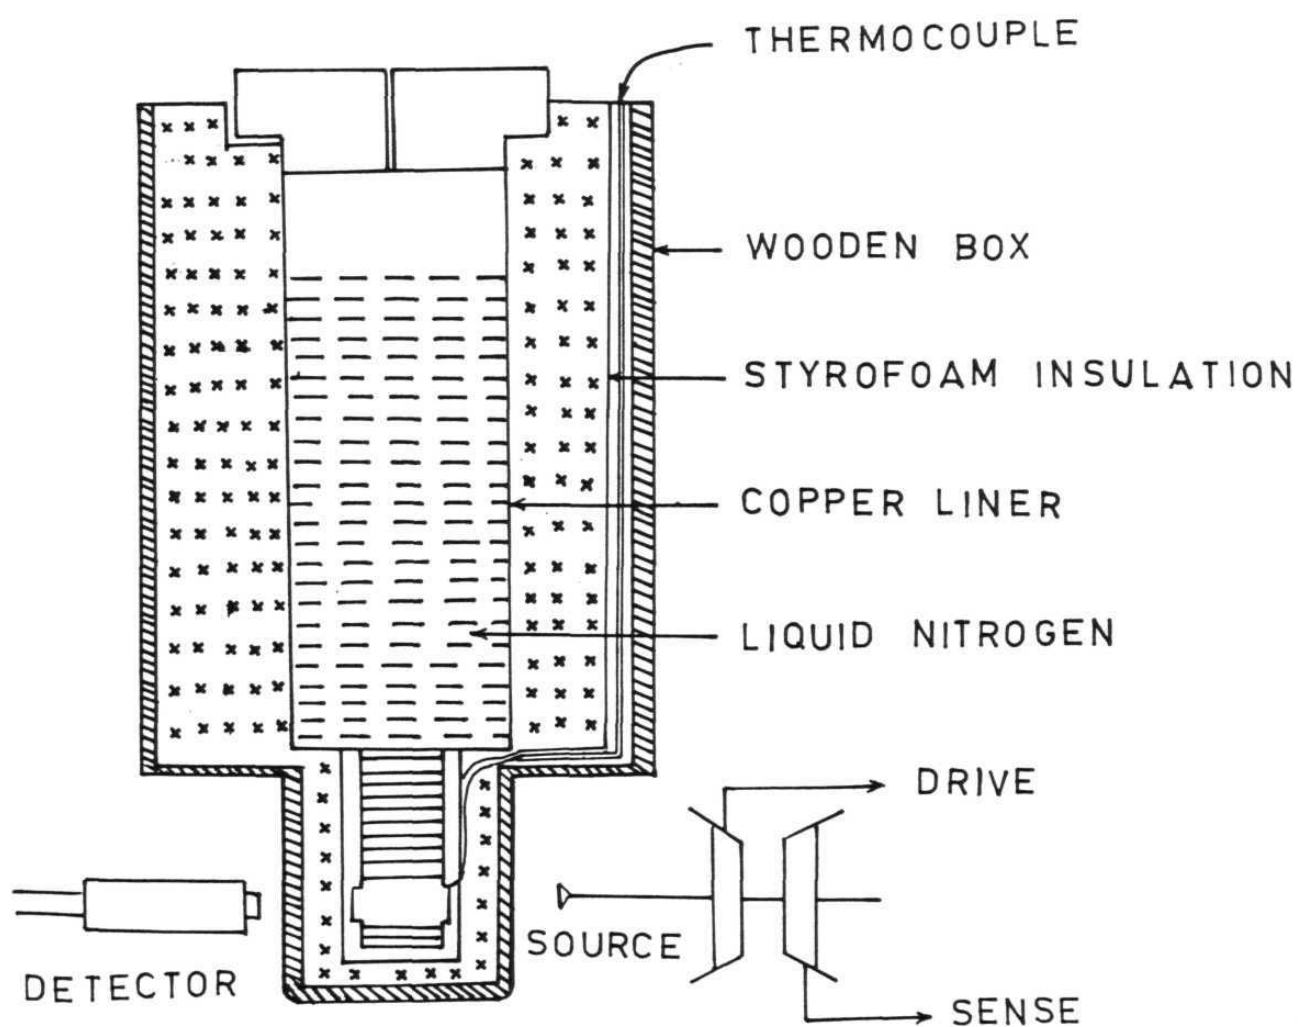 THERMOCOUPLE
WOODEN BOX
STYROFOAM INSULATION
COPPER LINER
LIQUID NITROGEN
DRIVE
SOURCE
DETECTOR
SENSE